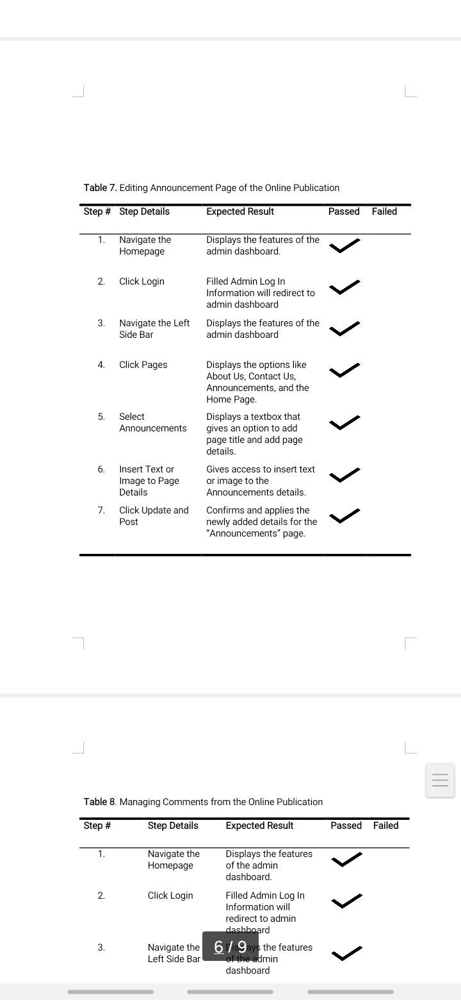 Table 7. Editing Announcement Page of the Online Publication
Step # Step Details Expected Result Passed Failed
1. Navigate the Displays the features of the
Homepage admin dashboard.
2. Click Login Filled Admin Log In
Information will redirect to
admin dashboard
3. Navigate the Left Displays the features of the
Side Bar admin dashboard
4. Click Pages Displays the options like
About Us, Contact Us,
Announcements, and the
Home Page.
5. Select Displays a textbox that
Announcements gives an option to add
page title and add page
details.
6. Insert Text or Gives access to insert text
Image to Page or image to the
Details Announcements details.
7. Click Update and Confirms and applies the
Post newly added details for the
“Announcements” page.
Table 8. Managing Comments from the Online Publication
Step # Step Details Expected Result Passed Failed
1. Navigate the Displays the features
Homepage of the admin
dashboard.
2. Click Login Filled Admin Log In
Information will
redirect to admin
dashboard
3. Navigate the Displays the features
Left Side Bar of the admin
dashboard
6 / 9